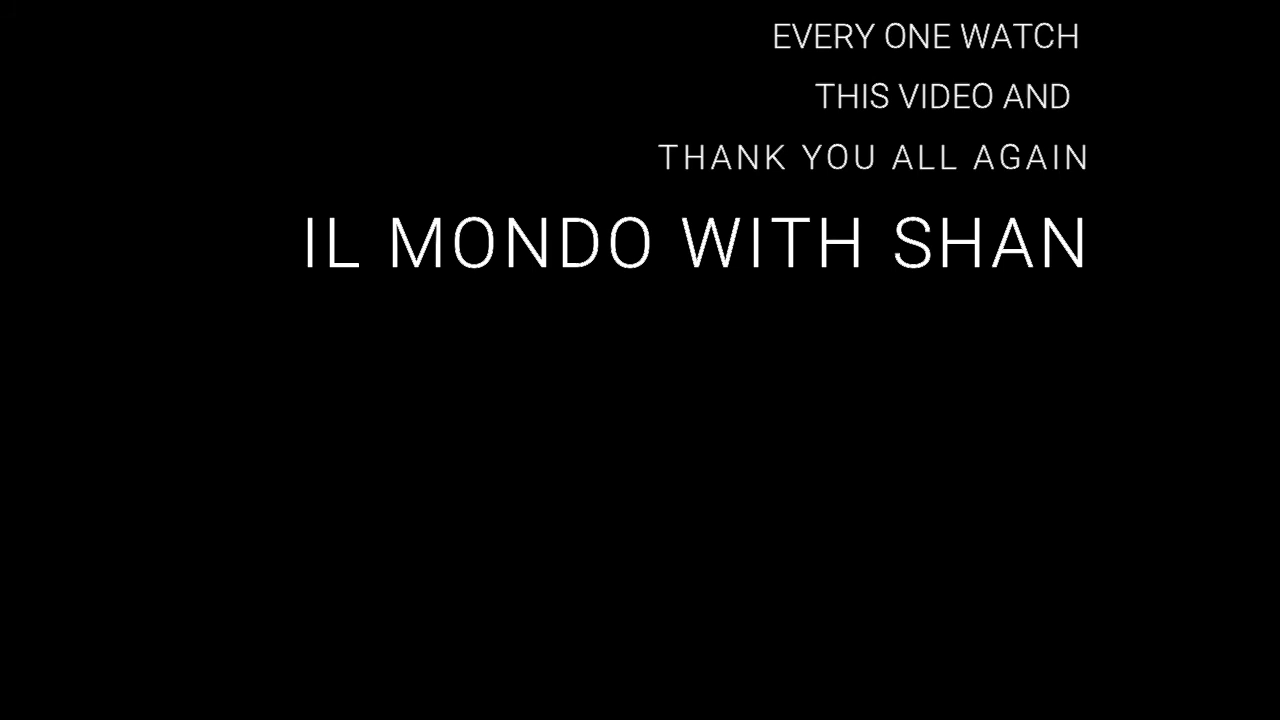 EVERY ONE WATCH
THIS VIDEO AND
THANK YOU ALL AGAIN
IL MONDO WITH SHAN